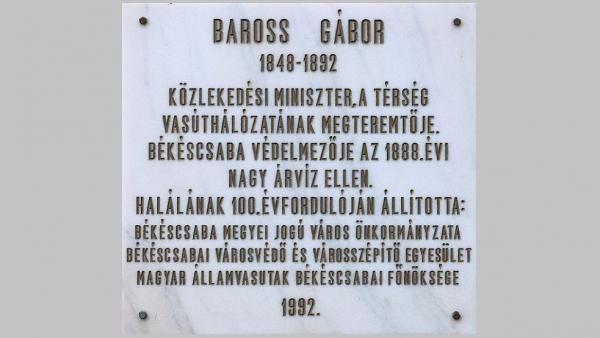 BAROSS GÁBOR
1848-1892
KÖZLEKEDÉSI MINISZTER, A TÉRSÉG
VASÚTHÁLÓZATÁNAK MEGTEREMTŐJE.
BÉKÉSCSABA VÉDELMEZŐJE AZ 1888.ÉVI
NAGY ÁRVÍZ ELLEN.
HALÁLÁNAK 100.ÉVFORDULÓJÁN ÁLLÍTOTTA:
BÉKÉSCSABA MEGYEI JOGÚ VÁROS ÖNKORMÁNYZATA
BÉKÉSCSABAI VÁROSVÉDŐ ÉS VÁROSSZÉPÍTŐ EGYESÜLET
MAGYAR ÁLLAMVASUTAK BÉKÉSCSABAI FŐNÖKSÉGE
1992.